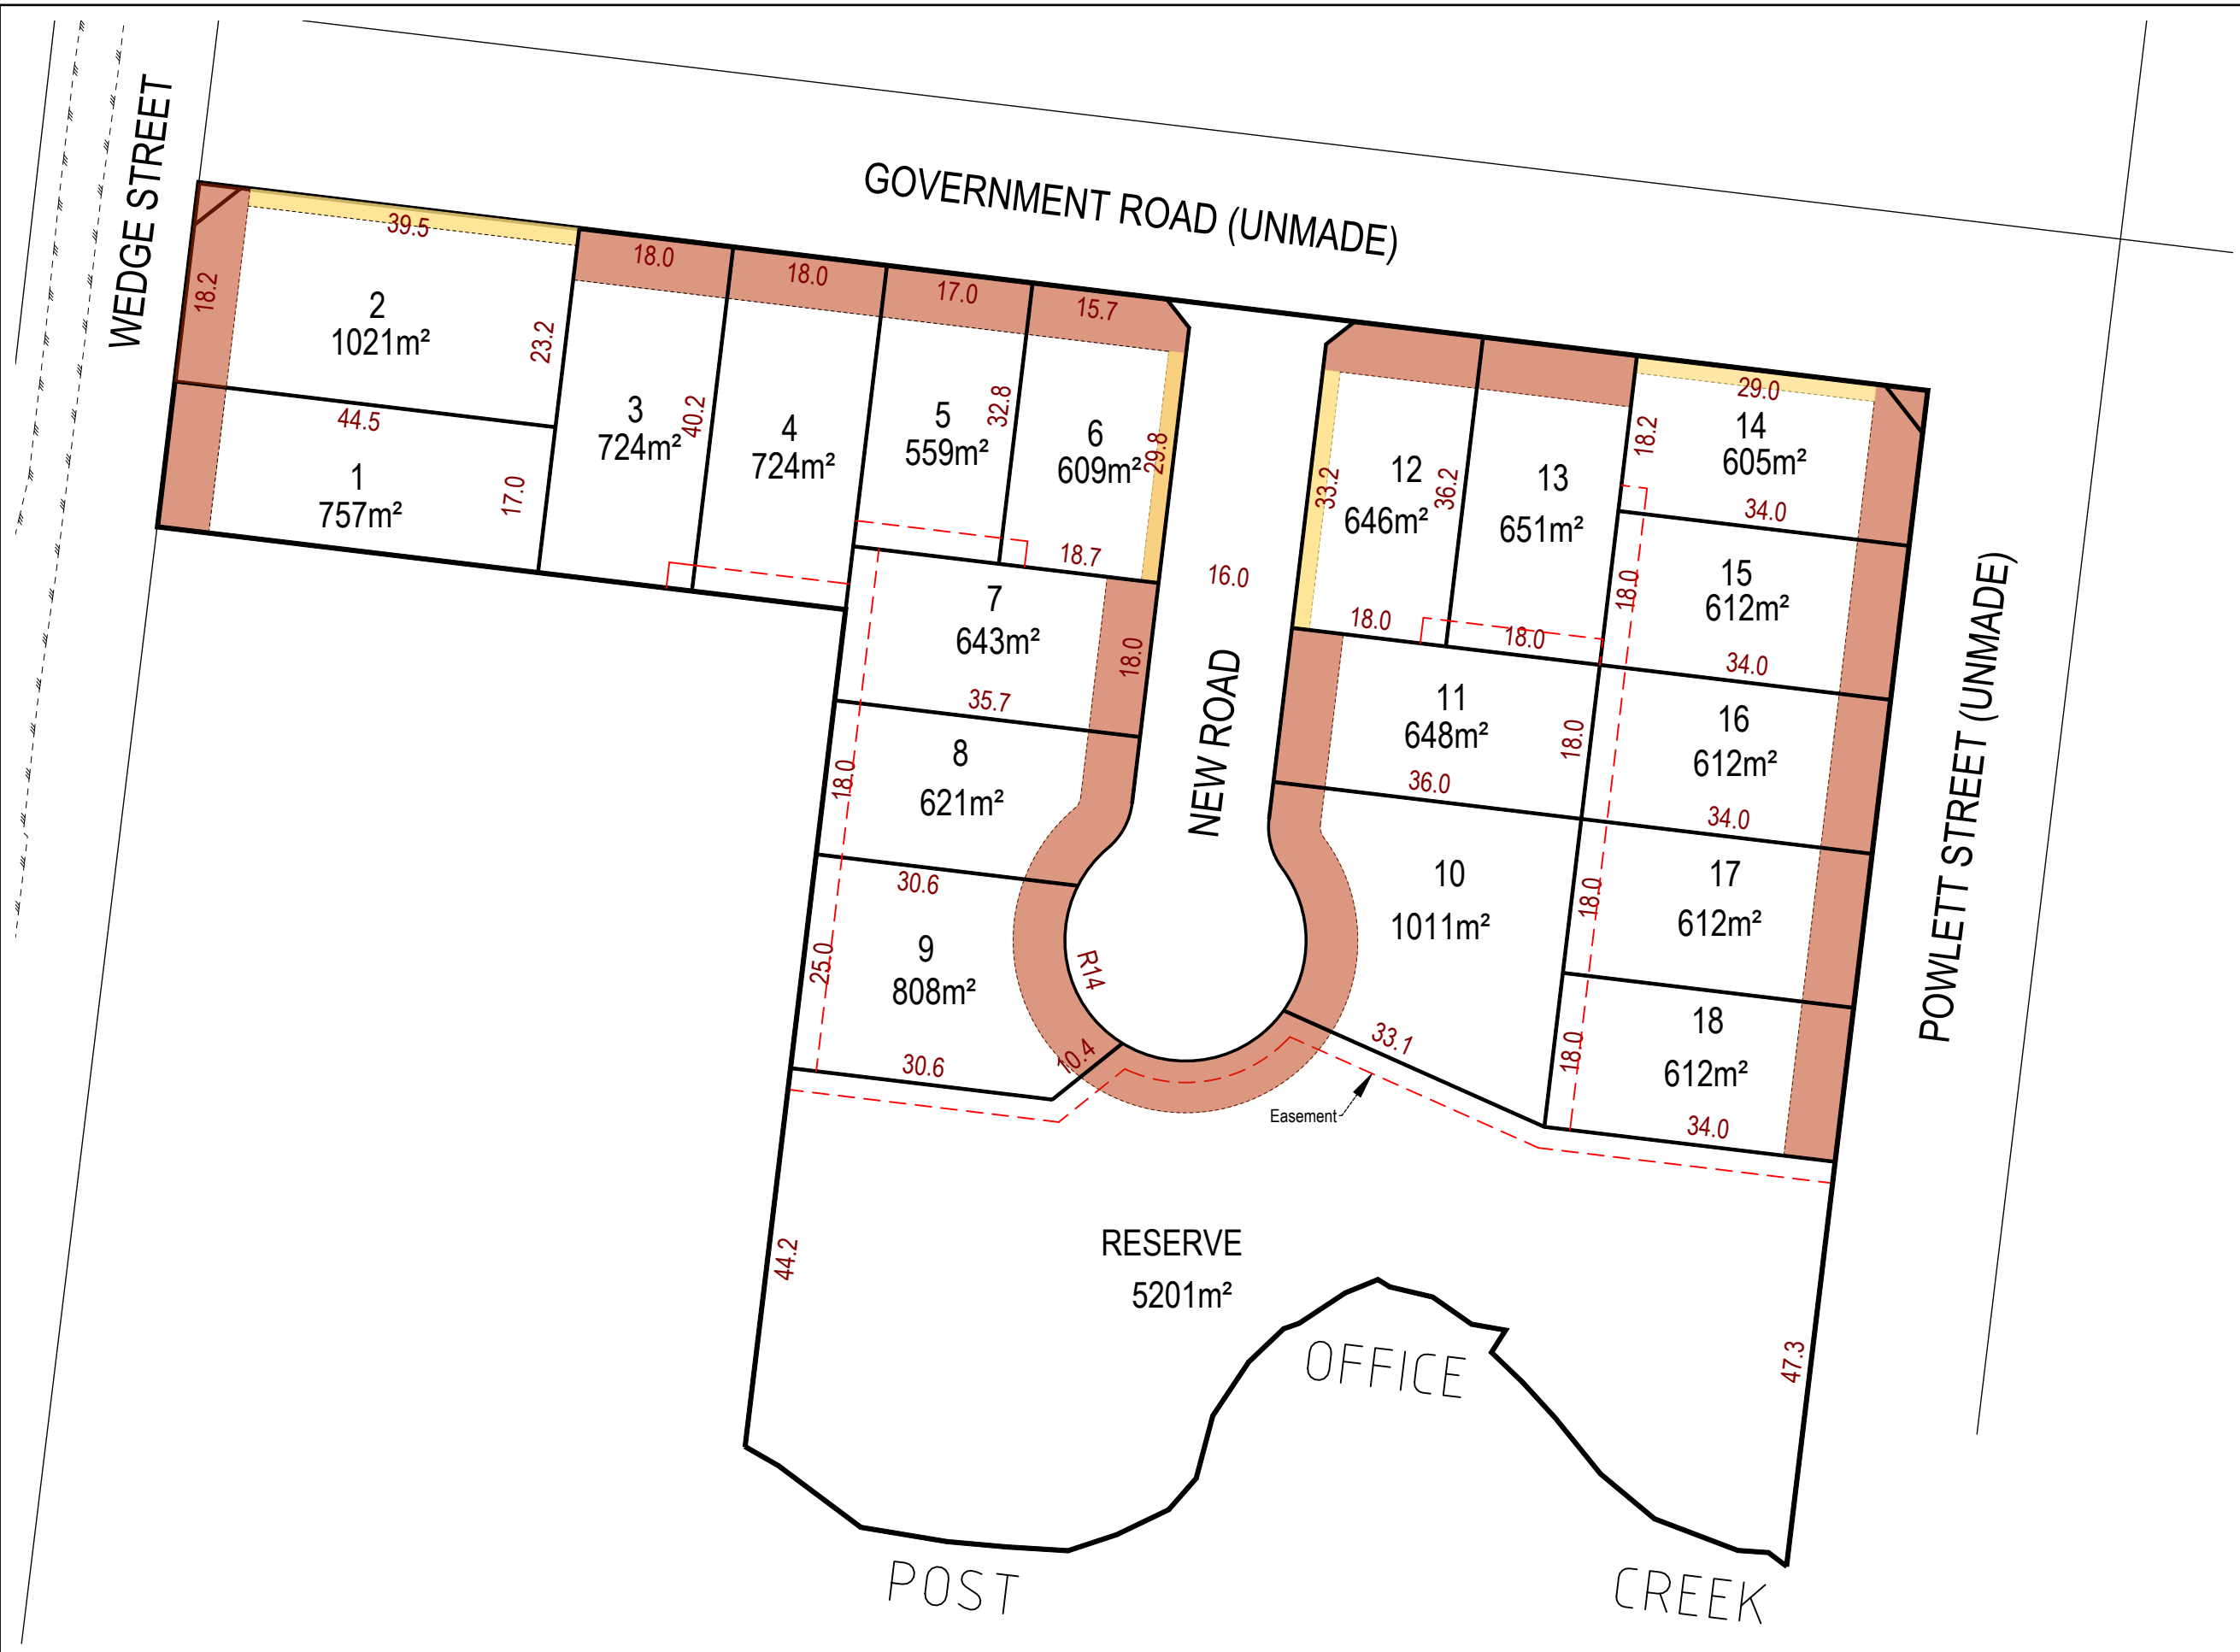 WEDGE STREET
GOVERNMENT ROAD (UNMADE)
39.5
18.2
2
1021m²
23.2
44.5
1
757m²
17.0
18.0
3
724m²
40.2
18.0
4
724m²
17.0
5
559m²
32.8
15.7
6
609m²
29.8
18.7
7
643m²
18.0
35.7
8
621m²
18.0
30.6
9
808m²
25.0
30.6
10.4
R14
16.0
NEW ROAD
33.2
12
646m²
36.2
18.0
13
651m²
18.0
11
648m²
18.0
36.0
10
1011m²
33.1
29.0
14
605m²
18.2
34.0
15
612m²
18.0
34.0
16
612m²
34.0
17
612m²
18.0
18
612m²
18.0
34.0
POWLETT STREET (UNMADE)
Easement
RESERVE
5201m²
44.2
47.3
OFFICE
POST
CREEK